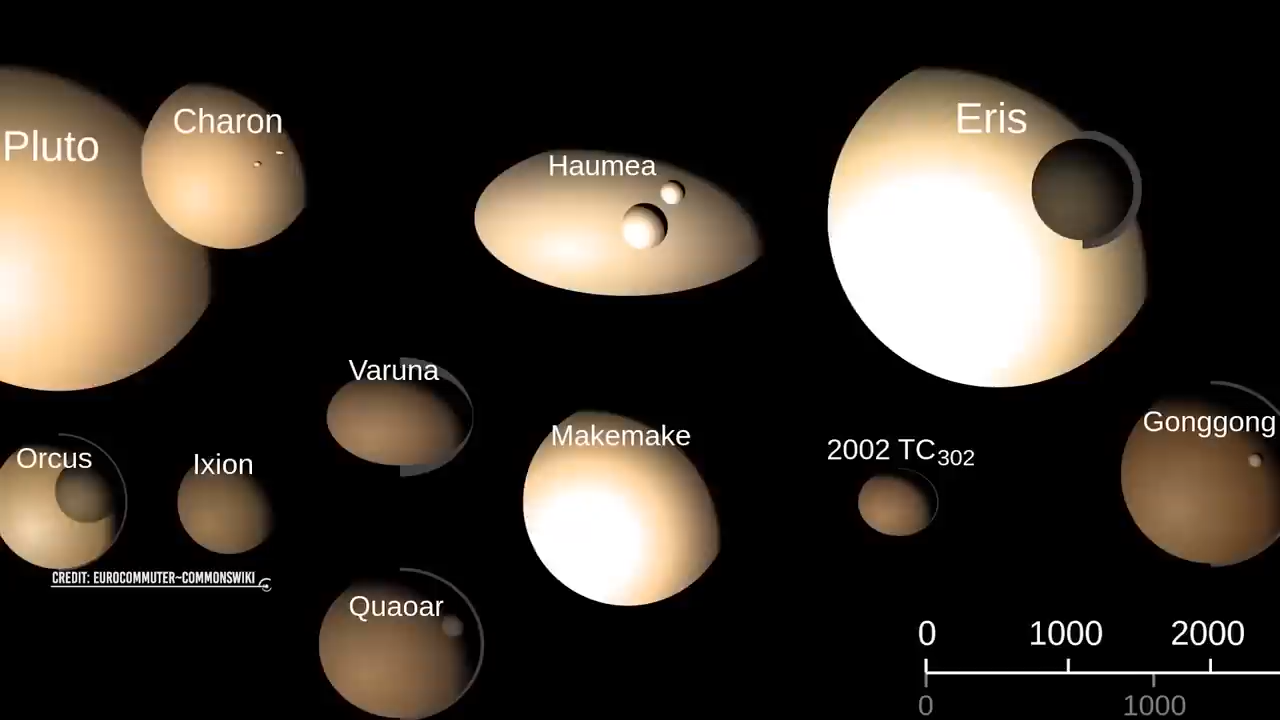 Pluto
Charon
Haumea
Eris
Varuna
Orcus
Ixion
Makemake
2002 TC302
Gonggong
CREDIT: EUROCOMMUTER~COMMONSWIKI
Quaoar
0 1000 2000
0 1000